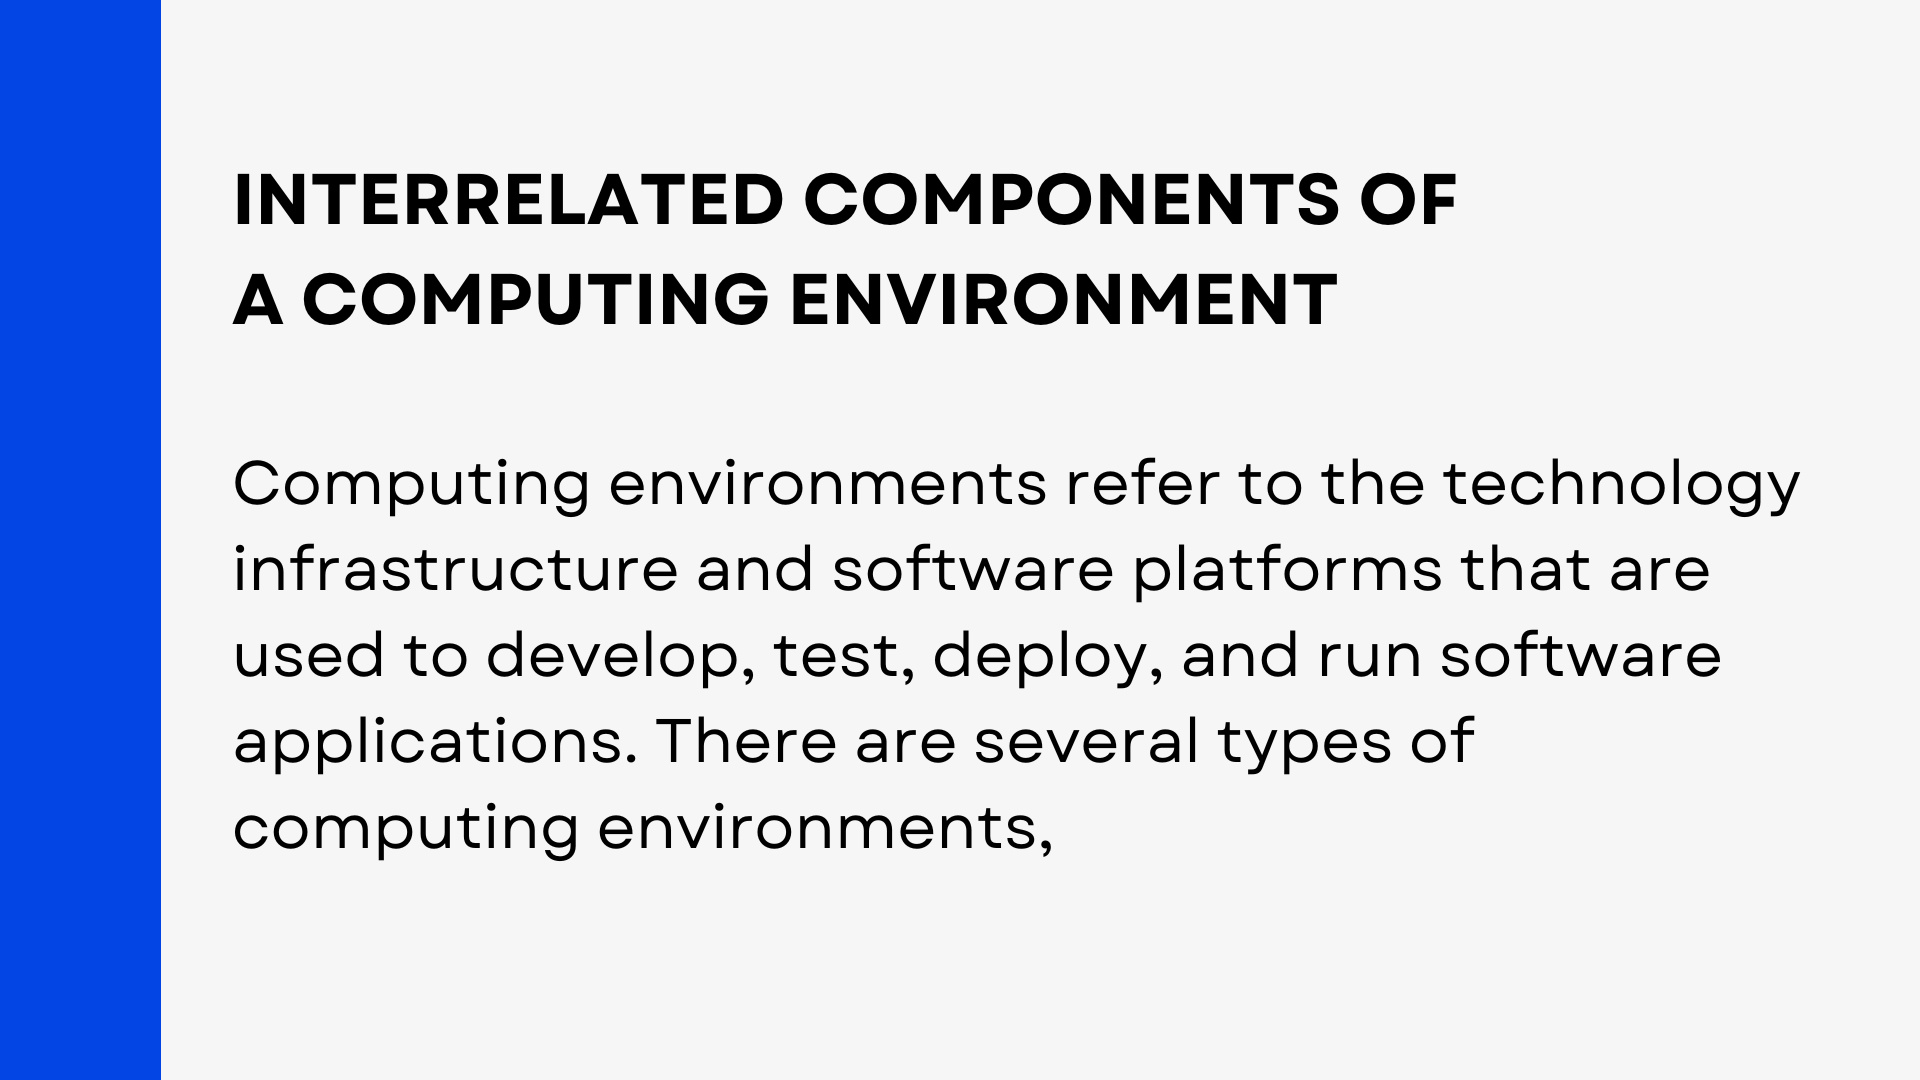 INTERRELATED COMPONENTS OF
A COMPUTING ENVIRONMENT
Computing environments refer to the technology
infrastructure and software platforms that are
used to develop, test, deploy, and run software
applications. There are several types of
computing environments,